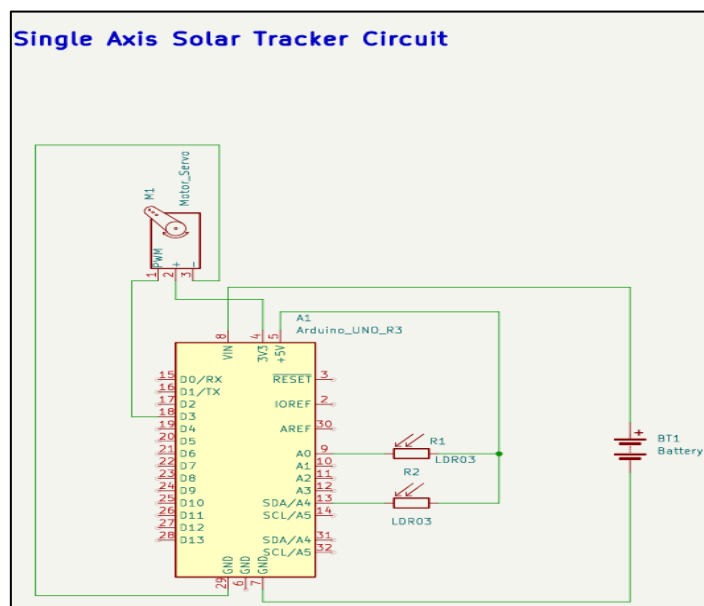 Single Axis Solar Tracker Circuit
M1
Motor_Servo
PWM
+
-
1
2
3
A1
Arduino_UNO_R3
8
4
5
VIN
3V3
+5V
15 D0/RX
RESET 3
16 D1/TX
17 D2
IOREF 2
18 D3
19 D4
AREF 30
20 D5
21 D6
A0 9
R1
LDR03
22 D7
A1 10
23 D8
A2 11
R2
24 D9
A3 12
25 D10
SDA/A4 13
26 D11
SCL/A5 14
LDR03
27 D12
28 D13
SDA/A4 31
SCL/A5 32
GND
GND
GND
29
6
7
+
BT1
Battery